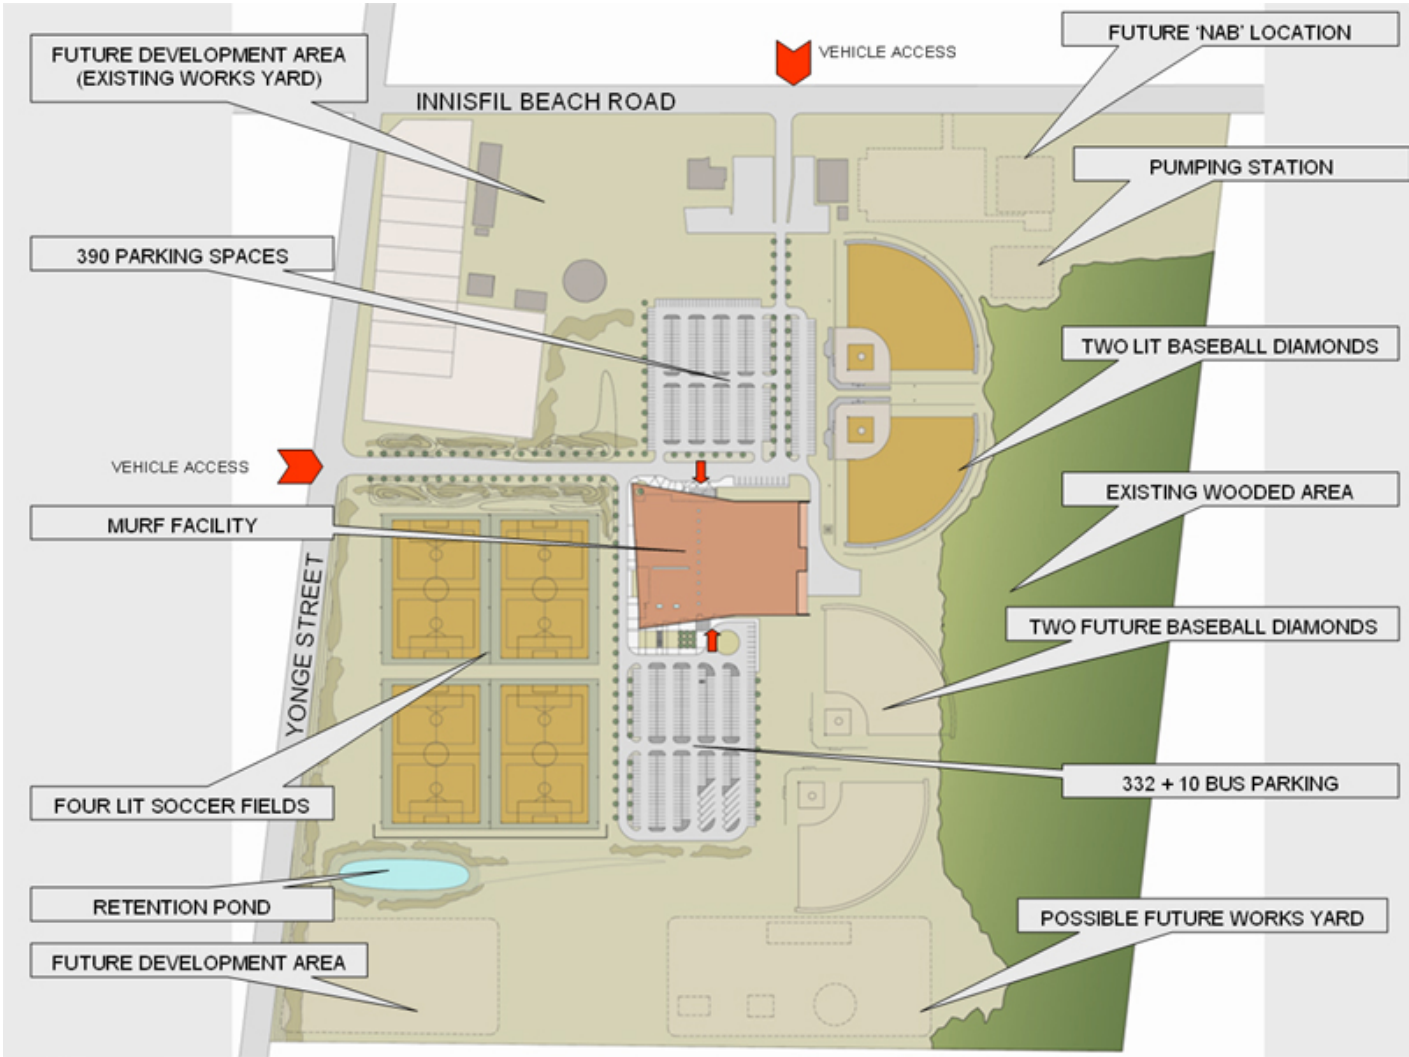 FUTURE DEVELOPMENT AREA
(EXISTING WORKS YARD)
VEHICLE ACCESS
FUTURE ‘NAB’ LOCATION
INNISFIL BEACH ROAD
PUMPING STATION
390 PARKING SPACES
TWO LIT BASEBALL DIAMONDS
VEHICLE ACCESS
EXISTING WOODED AREA
MURF FACILITY
YONGE STREET
TWO FUTURE BASEBALL DIAMONDS
332 + 10 BUS PARKING
FOUR LIT SOCCER FIELDS
RETENTION POND
POSSIBLE FUTURE WORKS YARD
FUTURE DEVELOPMENT AREA